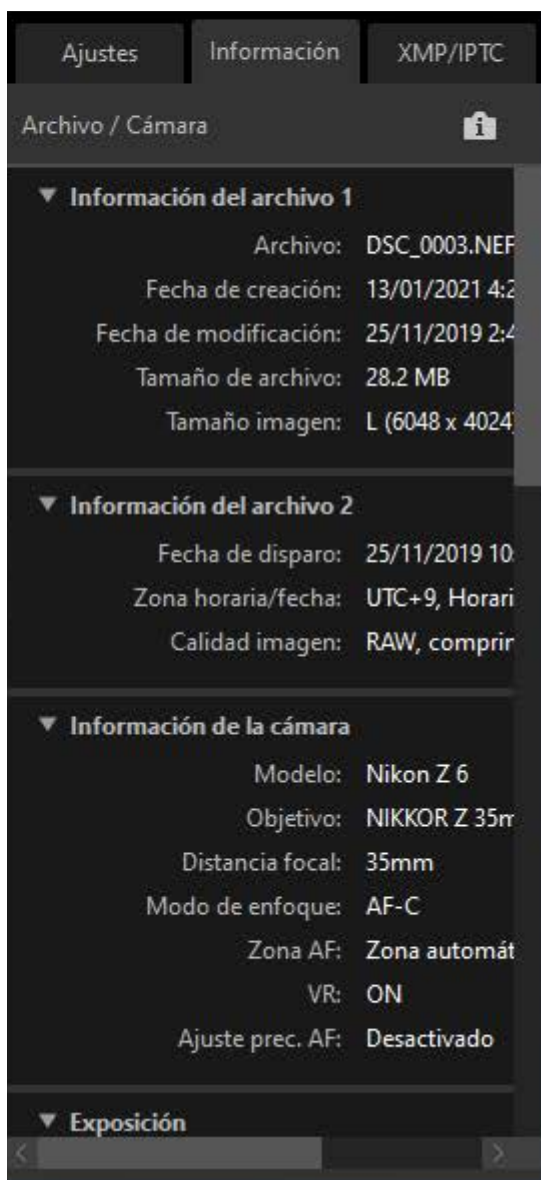 Ajustes Información XMP/IPTC
Archivo / Cámara
Información del archivo 1
Archivo: DSC_0003.NEF
Fecha de creación: 13/01/2021 4:2
Fecha de modificación: 25/11/2019 2:4
Tamaño de archivo: 28.2 MB
Tamaño imagen: L (6048 x 4024)
Información del archivo 2
Fecha de disparo: 25/11/2019 10:
Zona horaria/fecha: UTC+9, Horari
Calidad imagen: RAW, comprir
Información de la cámara
Modelo: Nikon Z 6
Objetivo: NIKKOR Z 35m
Distancia focal: 35mm
Modo de enfoque: AF-C
Zona AF: Zona automát
VR: ON
Ajuste prec. AF: Desactivado
Exposición